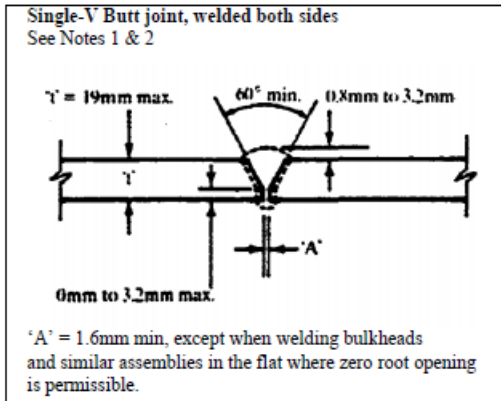 Single-V Butt joint, welded both sides
See Notes 1 & 2
'T' = 19mm max.
60° min.
0.8mm to 3.2mm
'T'
'A'
0mm to 3.2mm max.
'A' = 1.6mm min, except when welding bulkheads
and similar assemblies in the flat where zero root opening
is permissible.